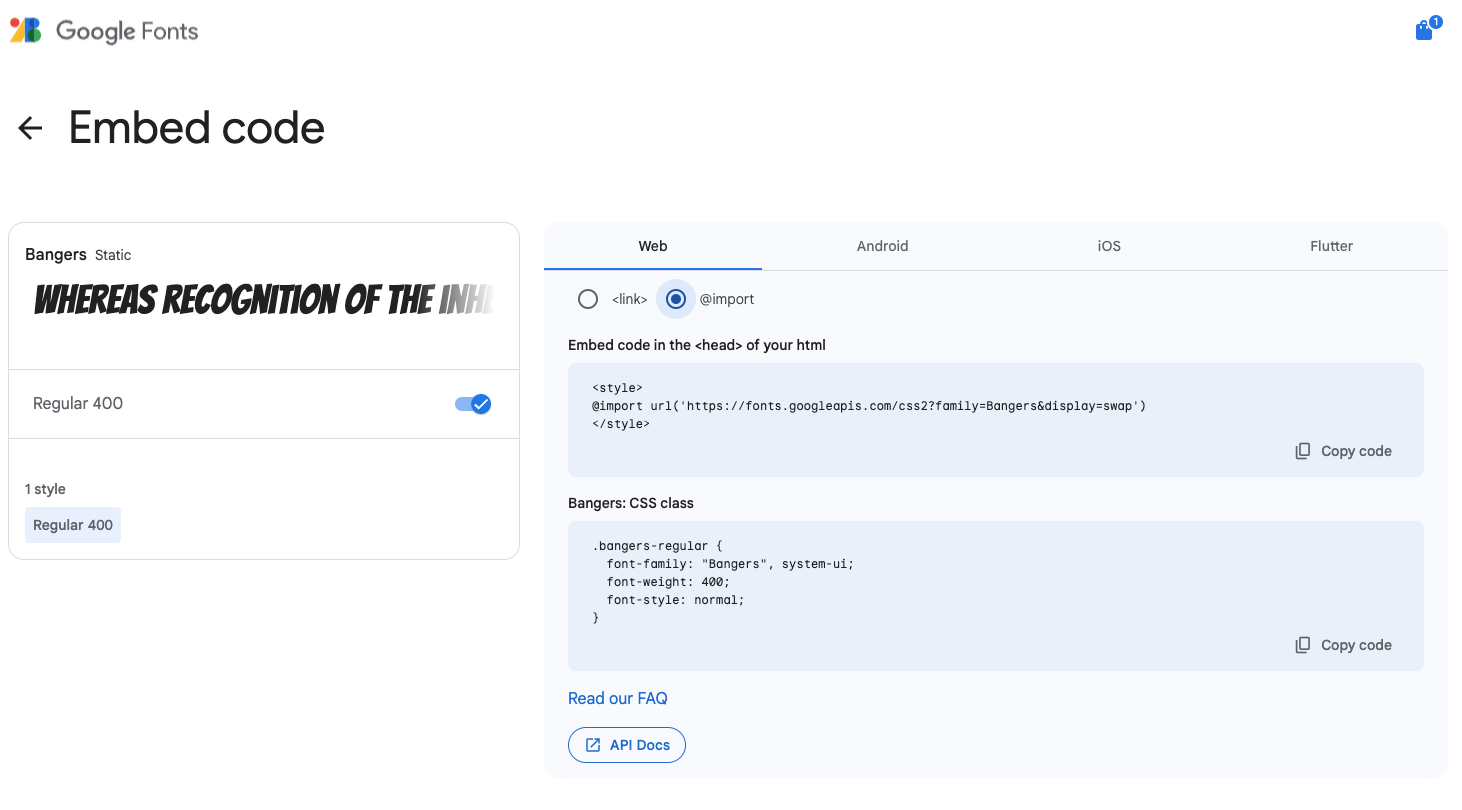 Google Fonts
1
Embed code
Bangers Static
WHEREAS RECOGNITION OF THE INHE
Regular 400
1 style
Regular 400
Web
Android
iOS
Flutter
<link>
@import
Embed code in the <head> of your html
<style>
@import url('https://fonts.googleapis.com/css2?family=Bangers&display=swap')
</style>
Copy code
Bangers: CSS class
.bangers-regular {
  font-family: "Bangers", system-ui;
  font-weight: 400;
  font-style: normal;
}
Copy code
Read our FAQ
API Docs